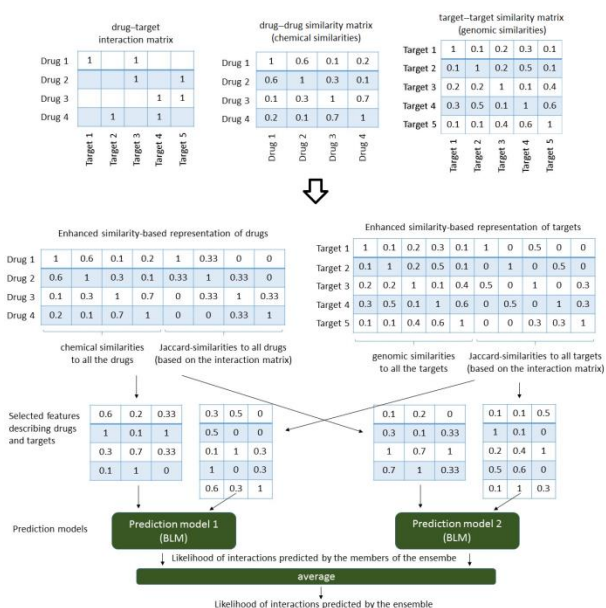 drug–target
interaction matrix
Drug 1 1 1
Drug 2 1 1
Drug 3 1 1
Drug 4 1 1
Target 1 Target 2 Target 3 Target 4 Target 5
drug–drug similarity matrix
(chemical similarities)
Drug 1 1 0.6 0.1 0.2
Drug 2 0.6 1 0.3 0.1
Drug 3 0.1 0.3 1 0.7
Drug 4 0.2 0.1 0.7 1
Drug 1 Drug 2 Drug 3 Drug 4
target–target similarity matrix
(genomic similarities)
Target 1 1 0.1 0.2 0.3 0.1
Target 2 0.1 1 0.2 0.5 0.1
Target 3 0.2 0.2 1 0.1 0.4
Target 4 0.3 0.5 0.1 1 0.6
Target 5 0.1 0.1 0.4 0.6 1
Target 1 Target 2 Target 3 Target 4 Target 5
Enhanced similarity-based representation of drugs
Drug 1 1 0.6 0.1 0.2 1 0.33 0 0
Drug 2 0.6 1 0.3 0.1 0.33 1 0.33 0
Drug 3 0.1 0.3 1 0.7 0 0.33 1 0.33
Drug 4 0.2 0.1 0.7 1 0 0 0.33 1
chemical similarities
to all the drugs
Jaccard-similarities to all drugs
(based on the interaction matrix)
Enhanced similarity-based representation of targets
Target 1 1 0.1 0.2 0.3 0.1 1 0 0.5 0 0
Target 2 0.1 1 0.2 0.5 0.1 0 1 0 0.5 0
Target 3 0.2 0.2 1 0.1 0.4 0.5 0 1 0 0.3
Target 4 0.3 0.5 0.1 1 0.6 0 0.5 0 1 0.3
Target 5 0.1 0.1 0.4 0.6 1 0 0 0.3 0.3 1
genomic similarities
to all the targets
Jaccard-similarities to all targets
(based on the interaction matrix)
Selected features
describing drugs
and targets
0.6 0.2 0.33
1 0.1 1
0.3 0.7 0.33
0.1 1 0
0.3 0.5 0
0.5 0 0
0.1 1 0.3
1 0 0.3
0.6 0.3 1
0.1 0.2 0
0.3 0.1 0.33
1 0.7 1
0.7 1 0.33
0.1 0.1 0.5
1 0.1 0
0.2 0.4 1
0.5 0.6 0
0.1 1 0.3
Prediction models
Prediction model 1
(BLM)
Prediction model 2
(BLM)
Likelihood of interactions predicted by the members of the ensembe
average
Likelihood of interactions predicted by the ensemble